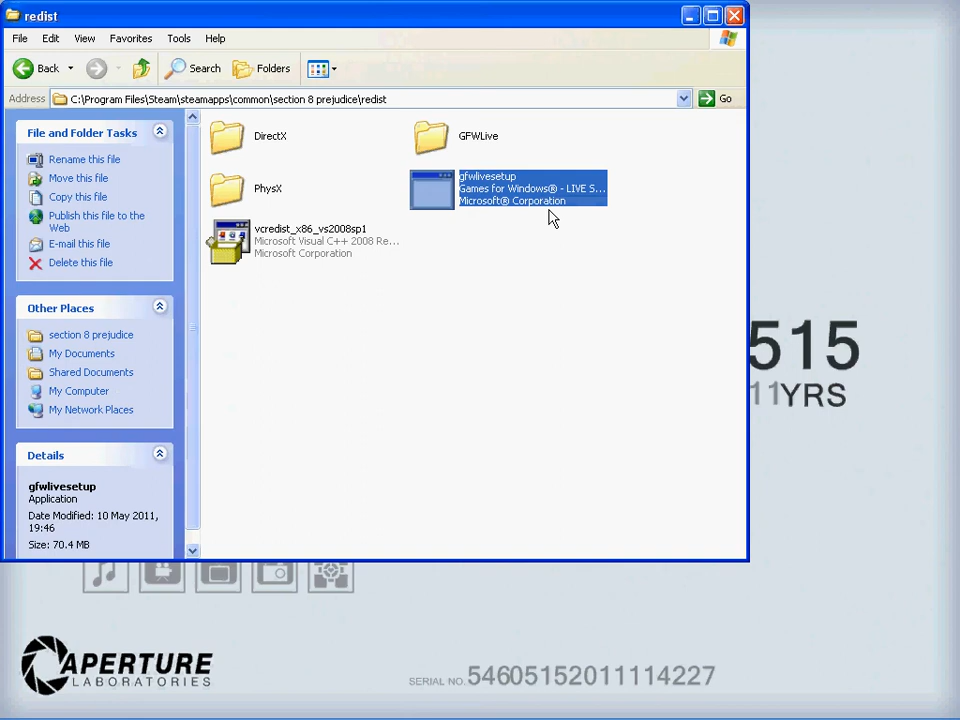 redist
File Edit View Favorites Tools Help
Back Search Folders
Address C:\Program Files\Steam\steamapps\common\section 8 prejudice\redist Go
File and Folder Tasks
Rename this file
Move this file
Copy this file
Publish this file to the
Web
E-mail this file
Delete this file
Other Places
section 8 prejudice
My Documents
Shared Documents
My Computer
My Network Places
Details
gfwlivesetup
Application
Date Modified: 10 May 2011,
19:46
Size: 70.4 MB
DirectX
GFWLive
PhysX
gfwlivesetup
Games for Windows® - LIVE S...
Microsoft® Corporation
vcredist_x86_vs2008sp1
Microsoft Visual C++ 2008 Re...
Microsoft Corporation
515
11YRS
APERTURE
LABORATORIES
SERIAL NO. 54605152011114227